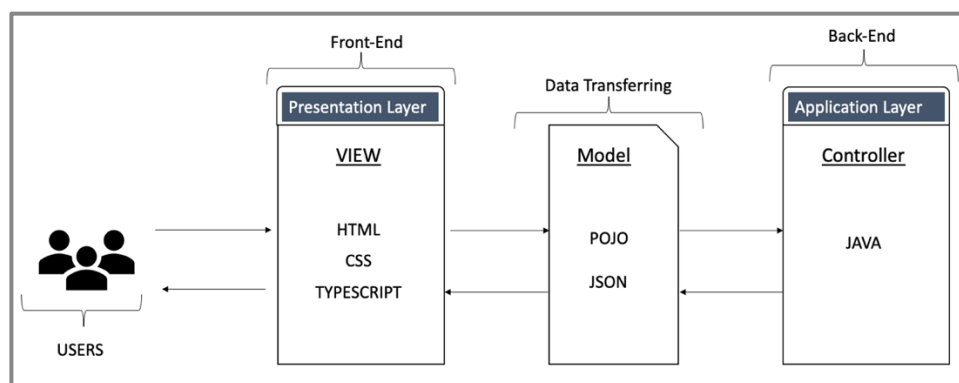 Front-End
Back-End
Data Transferring
Presentation Layer
Application Layer
VIEW
Model
Controller
HTML
CSS
TYPESCRIPT
POJO
JSON
JAVA
USERS